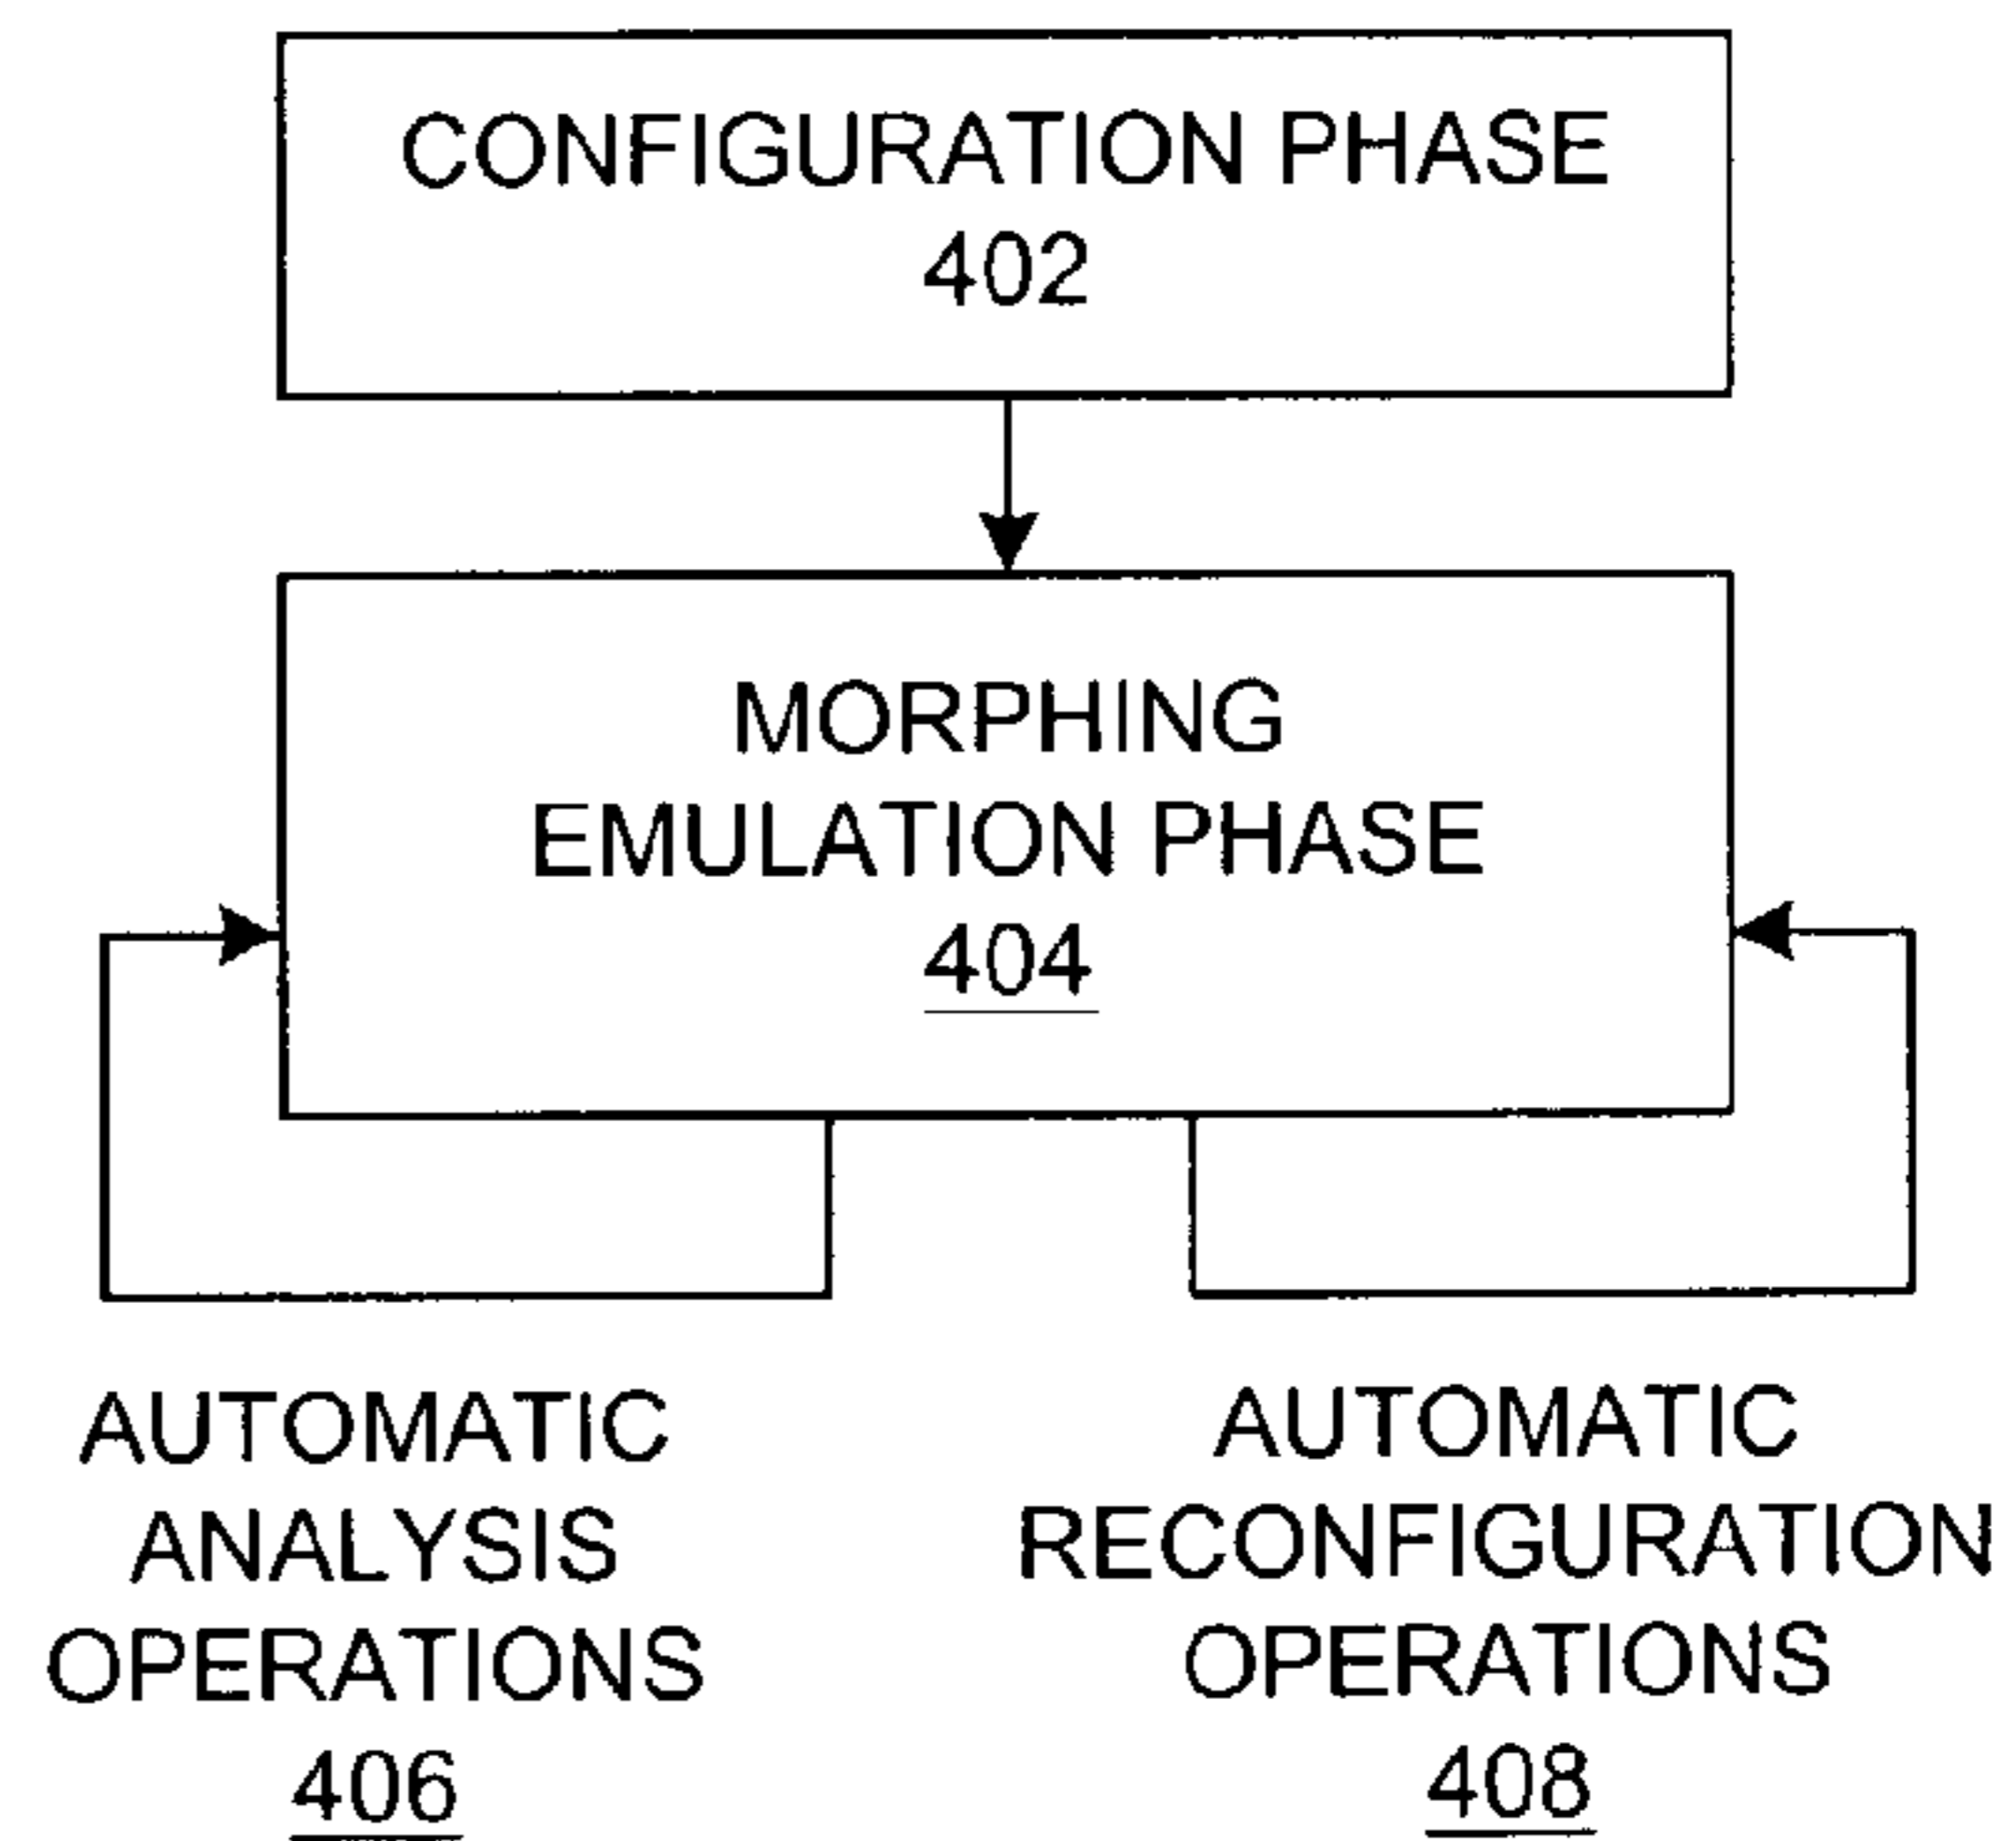 CONFIGURATION PHASE
402
MORPHING
EMULATION PHASE
404
AUTOMATIC
ANALYSIS
OPERATIONS
406
AUTOMATIC
RECONFIGURATION
OPERATIONS
408